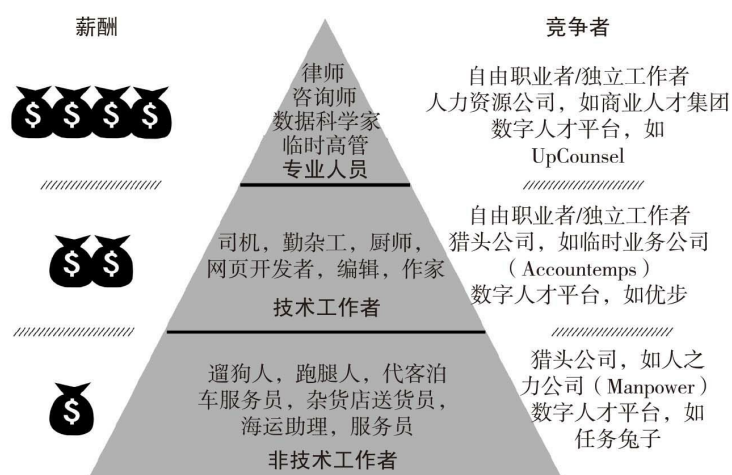 薪酬
竞争者
律师
咨询师
数据科学家
临时高管
专业人员
自由职业者/独立工作者
人力资源公司，如商业人才集团
数字人才平台，如
UpCounsel
$ $ $ $
司机，勤杂工，厨师，
网页开发者，编辑，作家
技术工作者
自由职业者/独立工作者
猎头公司，如临时业务公司
（Accountemps）
数字人才平台，如优步
$ $
遛狗人，跑腿人，代客泊
车服务员，杂货店送货员，
海运助理，服务员
非技术工作者
猎头公司，如人之
力公司（Manpower）
数字人才平台，如
任务兔子
$